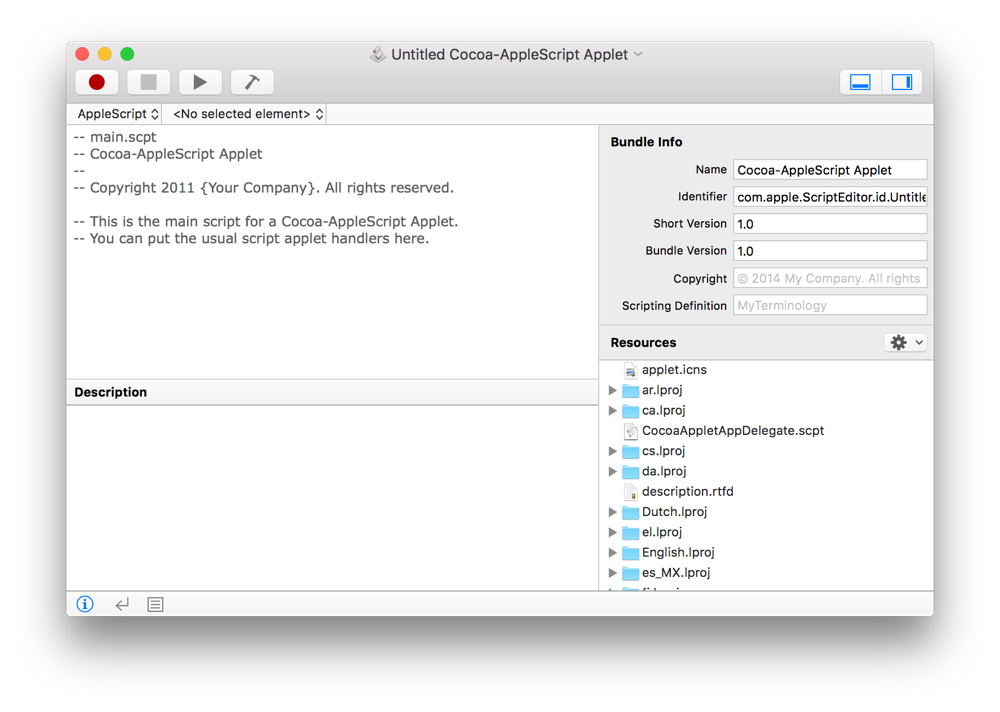 Untitled Cocoa-AppleScript Applet
AppleScript <No selected element>
-- main.scpt
-- Cocoa-AppleScript Applet
--
-- Copyright 2011 {Your Company}. All rights reserved.
-- This is the main script for a Cocoa-AppleScript Applet.
-- You can put the usual script applet handlers here.
Description
Bundle Info
Name Cocoa-AppleScript Applet
Identifier com.apple.ScriptEditor.id.Untitle
Short Version 1.0
Bundle Version 1.0
Copyright © 2014 My Company. All rights
Scripting Definition MyTerminology
Resources
applet.icns
ar.lproj
ca.lproj
CocoaAppletAppDelegate.scpt
cs.lproj
da.lproj
description.rtfd
Dutch.lproj
el.lproj
English.lproj
es_MX.lproj